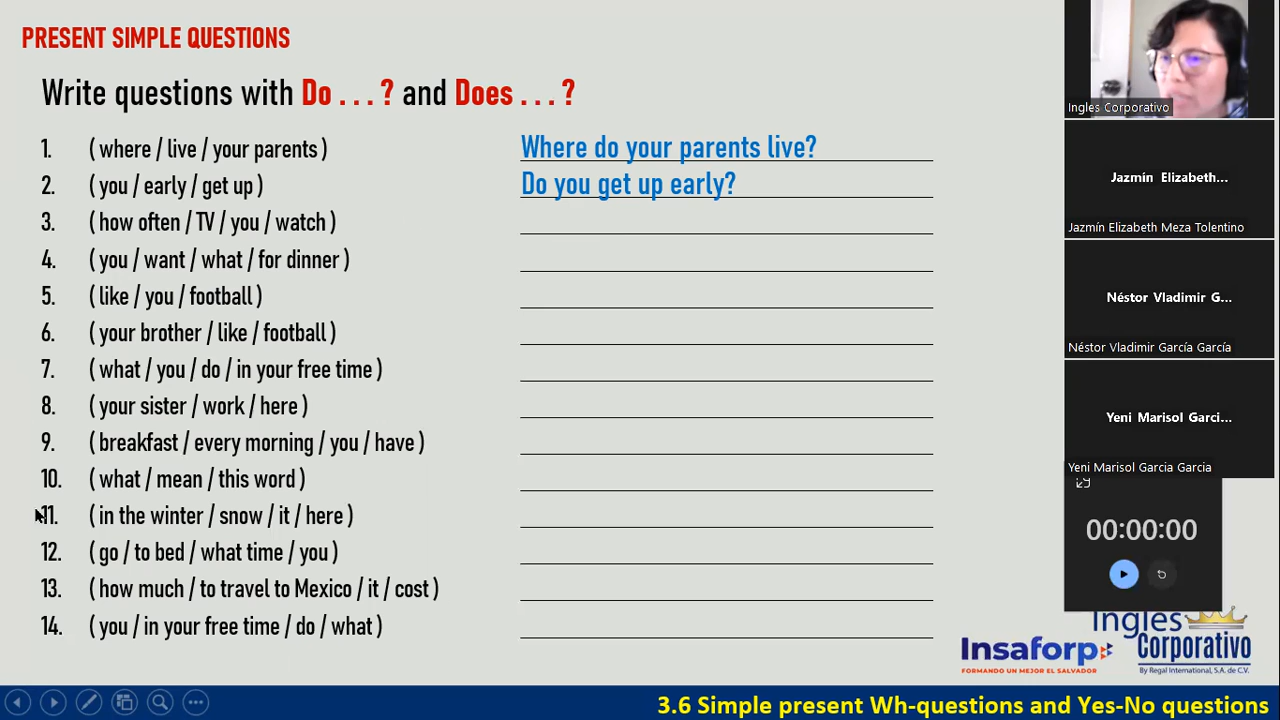 PRESENT SIMPLE QUESTIONS
Write questions with Do . . . ? and Does . . . ?
1. ( where / live / your parents ) Where do your parents live?
2. ( you / early / get up ) Do you get up early?
3. ( how often / TV / you / watch )
4. ( you / want / what / for dinner )
5. ( like / you / football )
6. ( your brother / like / football )
7. ( what / you / do / in your free time )
8. ( your sister / work / here )
9. ( breakfast / every morning / you / have )
10. ( what / mean / this word )
11. ( in the winter / snow / it / here )
12. ( go / to bed / what time / you )
13. ( how much / to travel to Mexico / it / cost )
14. ( you / in your free time / do / what )
Ingles Corporativo
Jazmín Elizabeth...
Jazmín Elizabeth Meza Tolentino
Néstor Vladimir G...
Néstor Vladimir García García
Yeni Marisol Garci...
Yeni Marisol Garcia Garcia
00:00:00
Insaforp
FORMANDO UN MEJOR EL SALVADOR
Ingles
Corporativo
By Regal International, S.A. de C.V.
3.6 Simple present Wh-questions and Yes-No questions